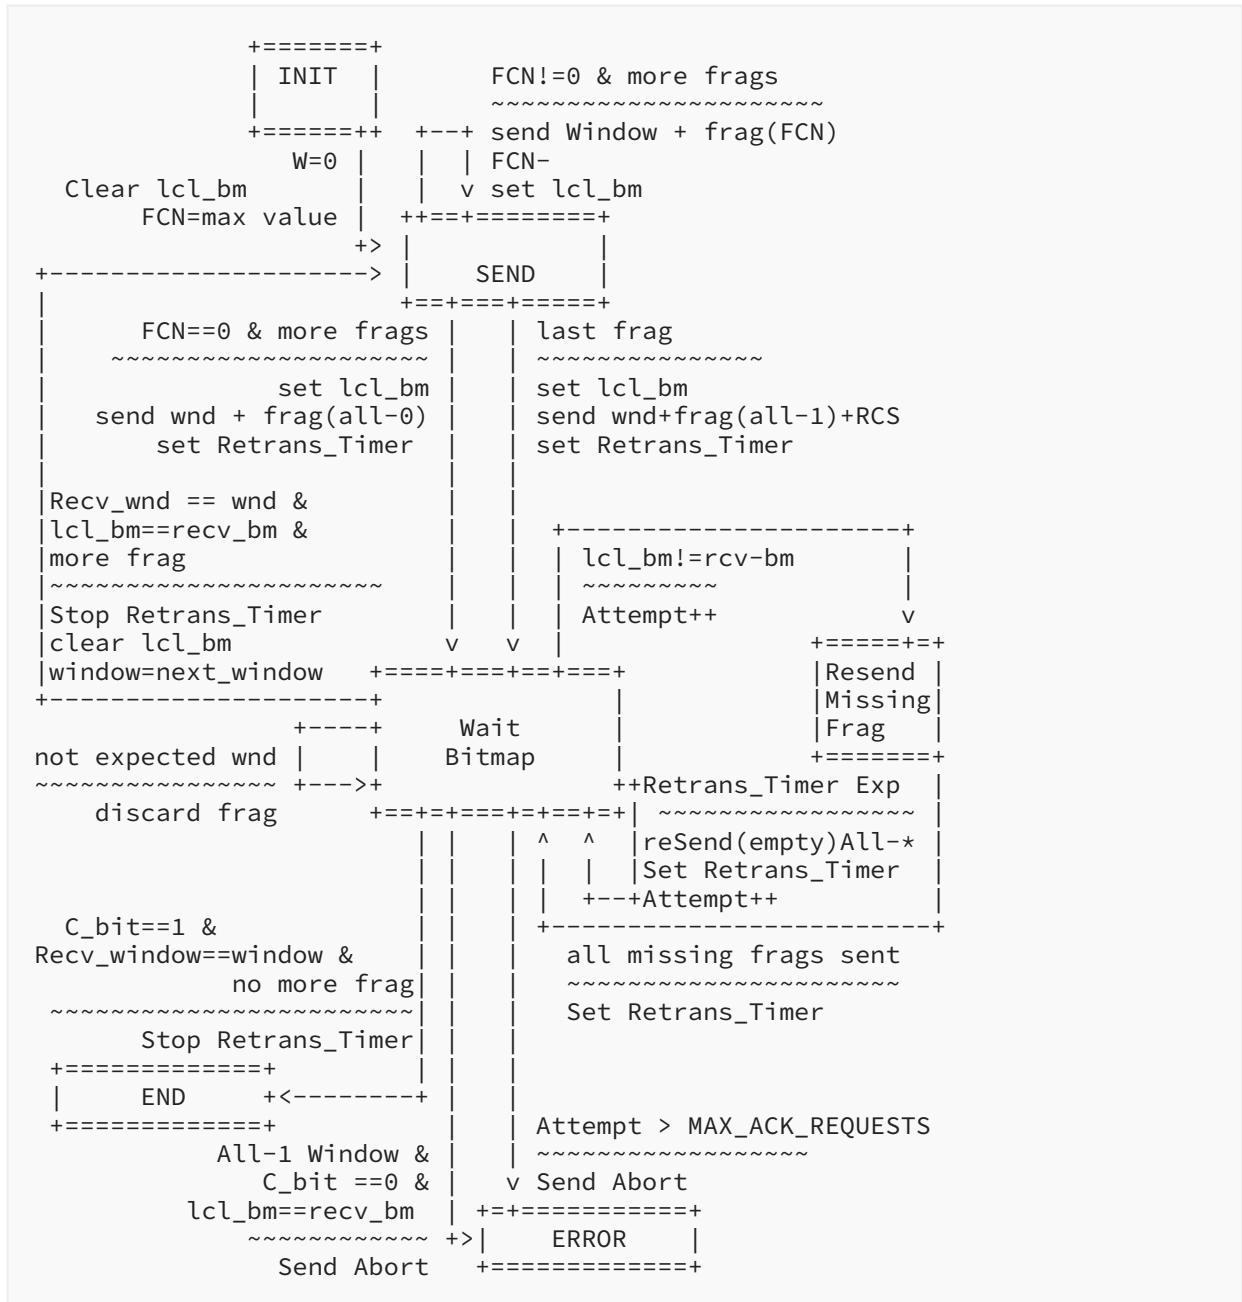 +=======+
              | INIT  |       FCN!=0 & more frags
              |       |       ~~~~~~~~~~~~~~~~~~~~~~
              +======++  +--+ send Window + frag(FCN)
                 W=0 |   |  | FCN-
  Clear lcl_bm       |   |  v set lcl_bm
       FCN=max value |  ++==+========+
                     +> |            |
+---------------------> |    SEND    |
|                       +==+===+=====+
|      FCN==0 & more frags |   | last frag
|    ~~~~~~~~~~~~~~~~~~~~~ |   | ~~~~~~~~~~~~~~~
|               set lcl_bm |   | set lcl_bm
|   send wnd + frag(all-0) |   | send wnd+frag(all-1)+RCS
|       set Retrans_Timer  |   | set Retrans_Timer
|                          |   |
|Recv_wnd == wnd &         |   |
|lcl_bm==recv_bm &         |   |  +----------------------+
|more frag                 |   |  | lcl_bm!=rcv-bm       |
|~~~~~~~~~~~~~~~~~~~~~~    |   |  | ~~~~~~~~~            |
|Stop Retrans_Timer        |   |  | Attempt++            v
|clear lcl_bm              v   v  |                +=====+=+
|window=next_window   +====+===+==+===+            |Resend |
+---------------------+               |            |Missing|
                 +----+     Wait      |            |Frag   |
not expected wnd |    |    Bitmap     |            +=======+
~~~~~~~~~~~~~~~~ +--->+               ++Retrans_Timer Exp  |
    discard frag      +==+=+===+=+==+=+| ~~~~~~~~~~~~~~~~~ |
                         | |   | ^  ^  |reSend(empty)All-* |
                         | |   | |  |  |Set Retrans_Timer  |
                         | |   | |  +--+Attempt++          |
  C_bit==1 &             | |   | +-------------------------+
Recv_window==window &    | |   |   all missing frags sent
             no more frag| |   |   ~~~~~~~~~~~~~~~~~~~~~~
 ~~~~~~~~~~~~~~~~~~~~~~~~| |   |   Set Retrans_Timer
       Stop Retrans_Timer| |   |
 +=============+         | |   |
 |     END     +<--------+ |   |
 +=============+           |   | Attempt > MAX_ACK_REQUESTS
            All-1 Window & |   | ~~~~~~~~~~~~~~~~~~
               C_bit ==0 & |   v Send Abort
          lcl_bm==recv_bm  | +=+===========+
              ~~~~~~~~~~~~ +>|    ERROR    |
                Send Abort   +=============+